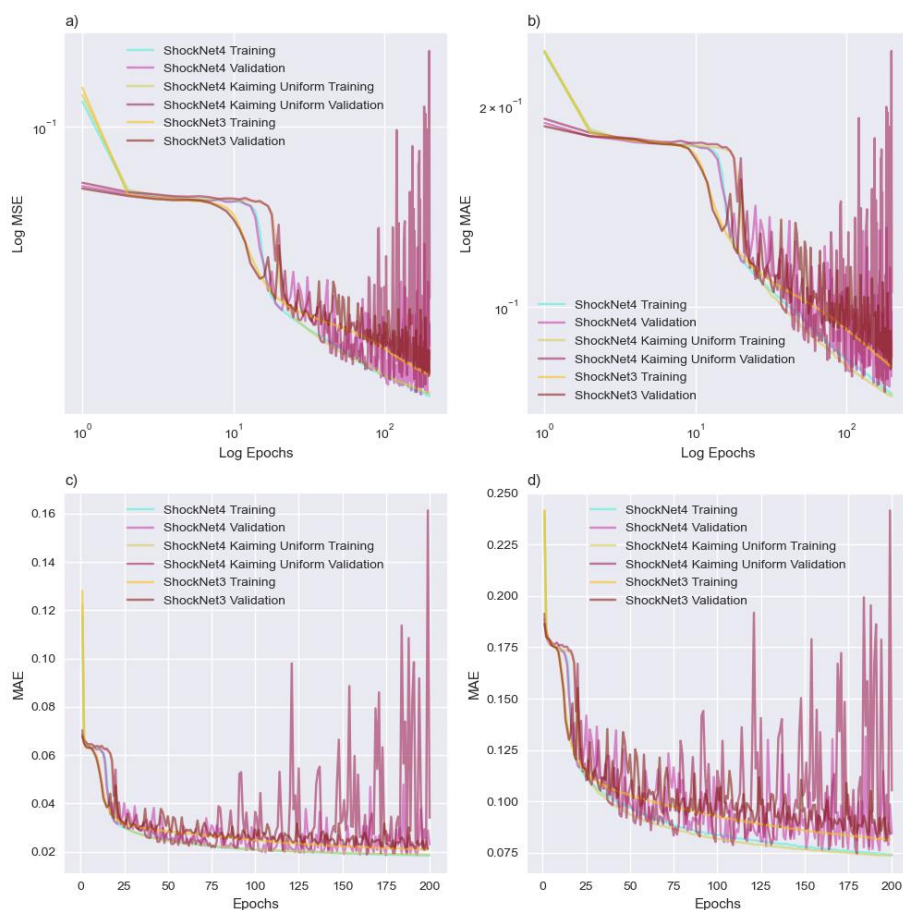 a)
ShockNet4 Training
ShockNet4 Validation
ShockNet4 Kaiming Uniform Training
ShockNet4 Kaiming Uniform Validation
ShockNet3 Training
ShockNet3 Validation
10⁻¹
Log MSE
10⁰
10¹
10²
Log Epochs
b)
2 × 10⁻¹
10⁻¹
Log MAE
ShockNet4 Training
ShockNet4 Validation
ShockNet4 Kaiming Uniform Training
ShockNet4 Kaiming Uniform Validation
ShockNet3 Training
ShockNet3 Validation
10⁰
10¹
10²
Log Epochs
c)
ShockNet4 Training
ShockNet4 Validation
ShockNet4 Kaiming Uniform Training
ShockNet4 Kaiming Uniform Validation
ShockNet3 Training
ShockNet3 Validation
0.16
0.14
0.12
0.10
0.08
0.06
0.04
0.02
MAE
0
25
50
75
100
125
150
175
200
Epochs
d)
ShockNet4 Training
ShockNet4 Validation
ShockNet4 Kaiming Uniform Training
ShockNet4 Kaiming Uniform Validation
ShockNet3 Training
ShockNet3 Validation
0.250
0.225
0.200
0.175
0.150
0.125
0.100
0.075
MAE
0
25
50
75
100
125
150
175
200
Epochs